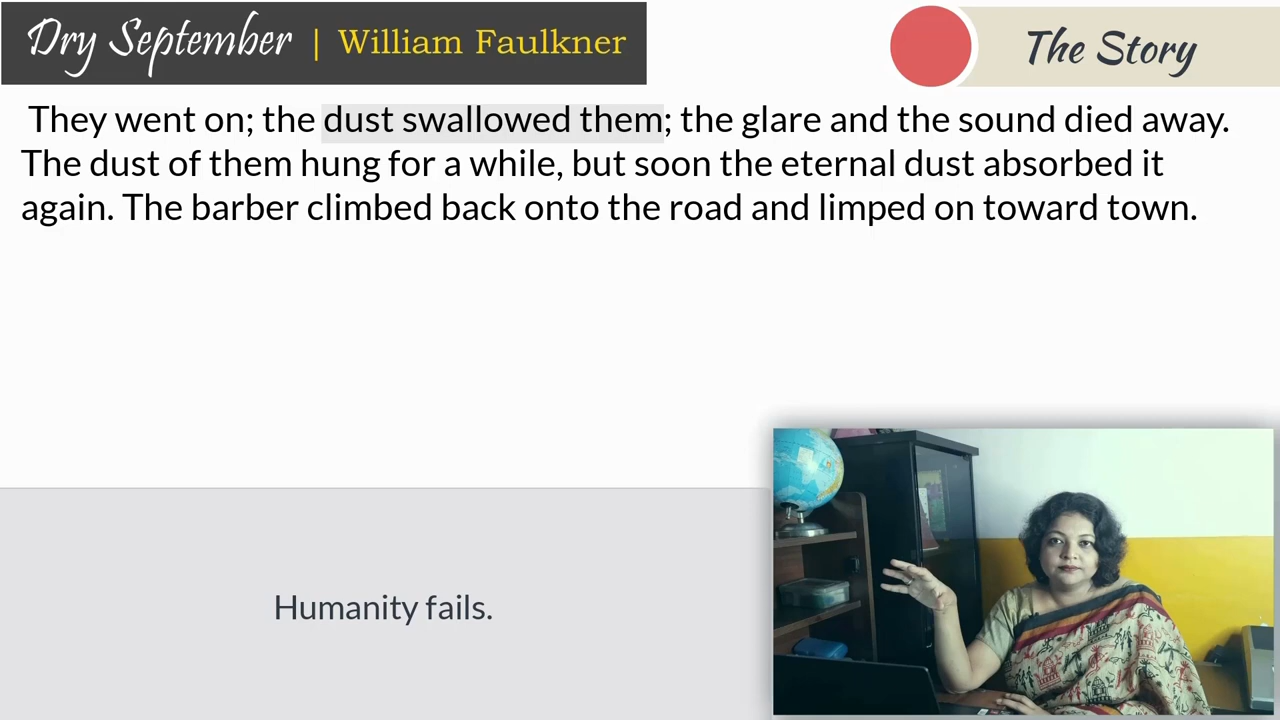 Dry September | William Faulkner
The Story
They went on; the dust swallowed them; the glare and the sound died away.
The dust of them hung for a while, but soon the eternal dust absorbed it
again. The barber climbed back onto the road and limped on toward town.
Humanity fails.